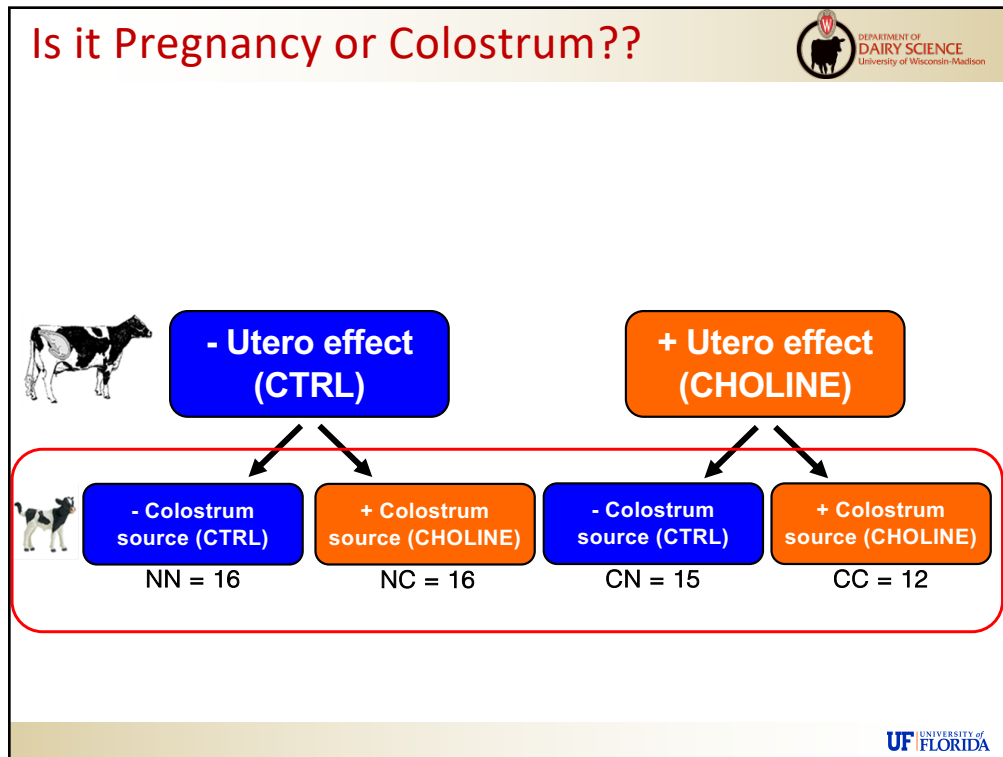 Is it Pregnancy or Colostrum??
W
DEPARTMENT OF
DAIRY SCIENCE
University of Wisconsin-Madison
- Utero effect
(CTRL)
+ Utero effect
(CHOLINE)
- Colostrum
source (CTRL)
+ Colostrum
source (CHOLINE)
- Colostrum
source (CTRL)
+ Colostrum
source (CHOLINE)
NN = 16
NC = 16
CN = 15
CC = 12
UF UNIVERSITY of
FLORIDA